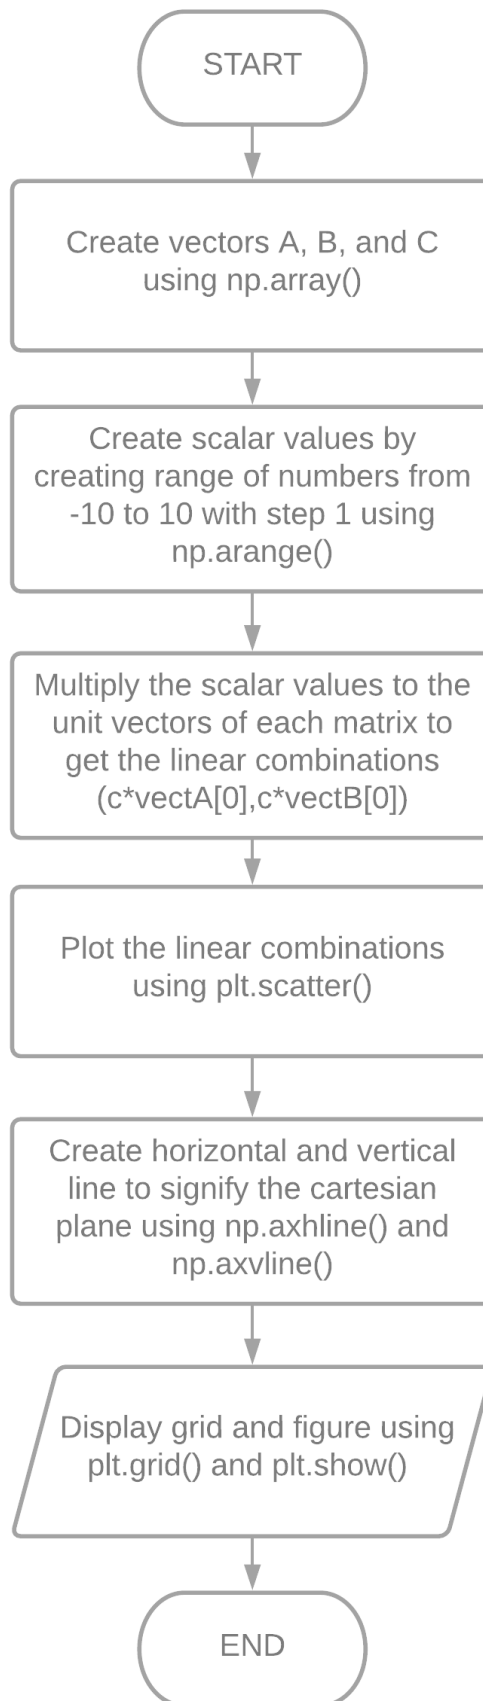 START
Create vectors A, B, and C
using np.array()
Create scalar values by
creating range of numbers from
-10 to 10 with step 1 using
np.arange()
Multiply the scalar values to the
unit vectors of each matrix to
get the linear combinations
(c*vectA[0],c*vectB[0])
Plot the linear combinations
using plt.scatter()
Create horizontal and vertical
line to signify the cartesian
plane using np.axhline() and
np.axvline()
Display grid and figure using
plt.grid() and plt.show()
END